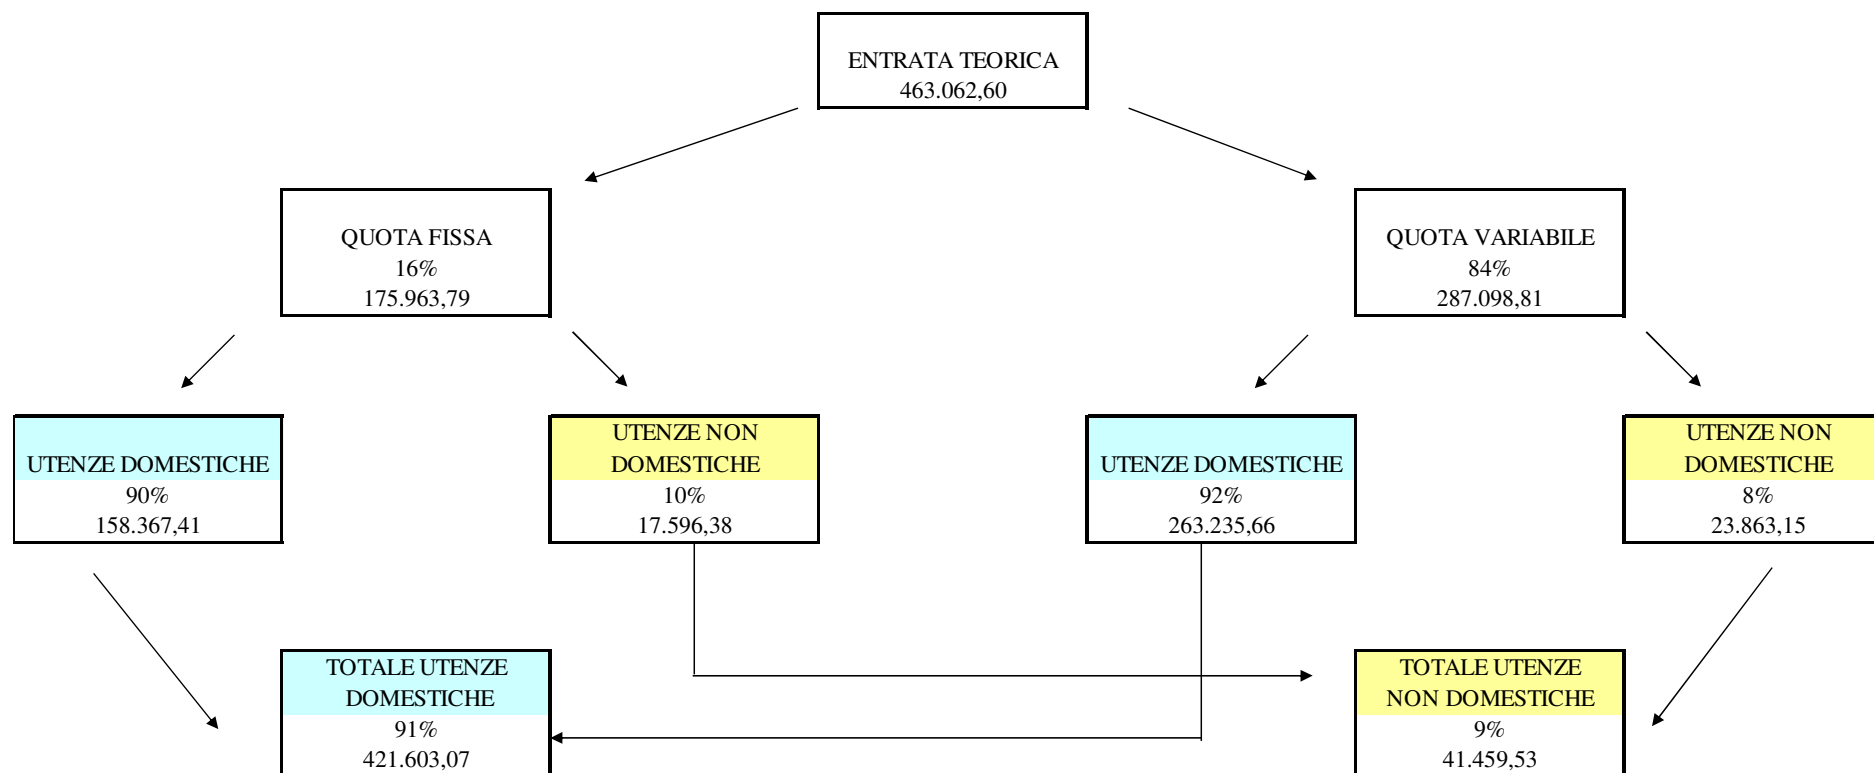 ENTRATA TEORICA
463.062,60
QUOTA FISSA
16%
175.963,79
QUOTA VARIABILE
84%
287.098,81
UTENZE DOMESTICHE
90%
158.367,41
UTENZE NON
DOMESTICHE
10%
17.596,38
UTENZE DOMESTICHE
92%
263.235,66
UTENZE NON
DOMESTICHE
8%
23.863,15
TOTALE UTENZE
DOMESTICHE
91%
421.603,07
TOTALE UTENZE
NON DOMESTICHE
9%
41.459,53